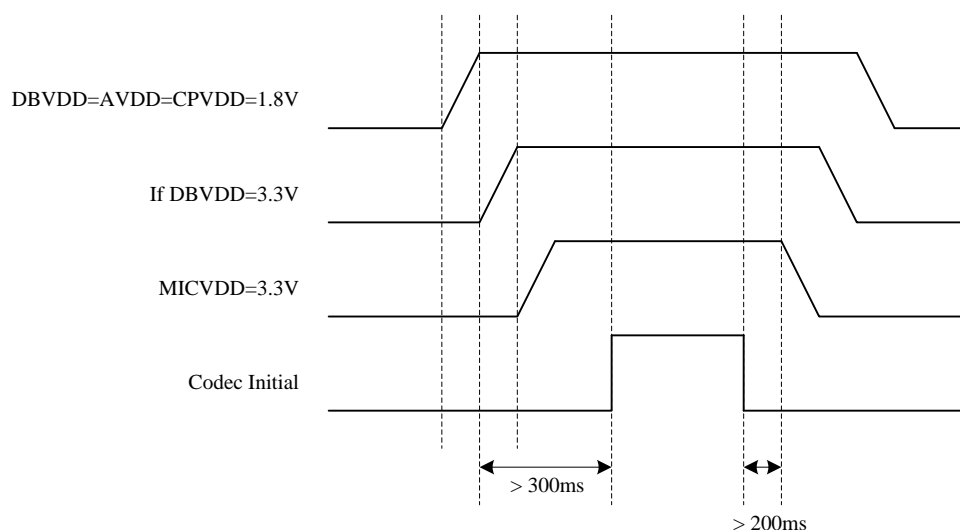 DBVDD=AVDD=CPVDD=1.8V
If DBVDD=3.3V
MICVDD=3.3V
Codec Initial
> 300ms
> 200ms